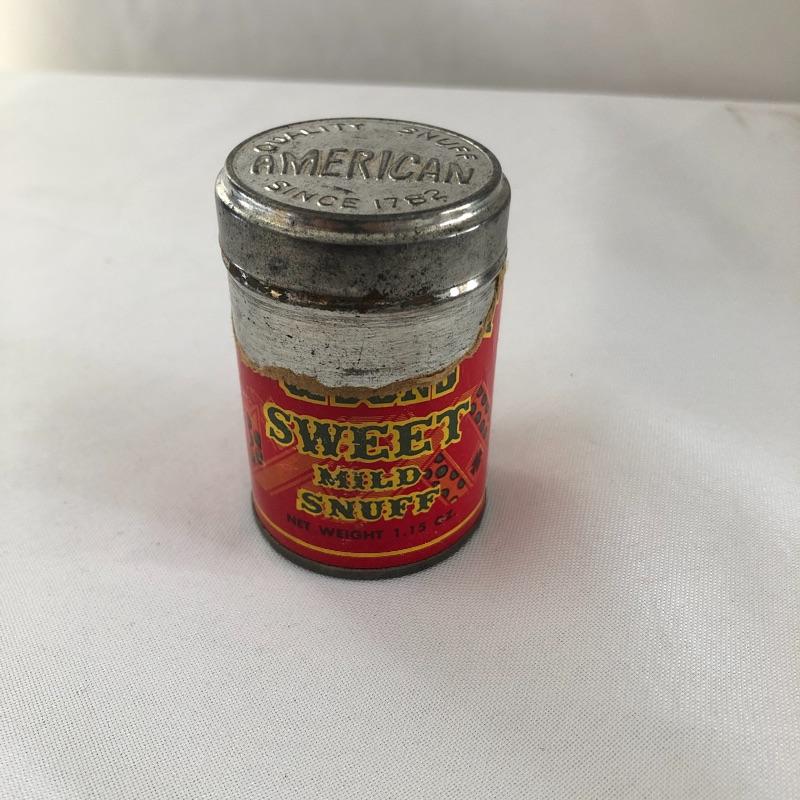 QUALITY SNUFF
AMERICAN
SINCE 1782
SWEET
MILD
SNUFF
NET WEIGHT 1.15 OZ.